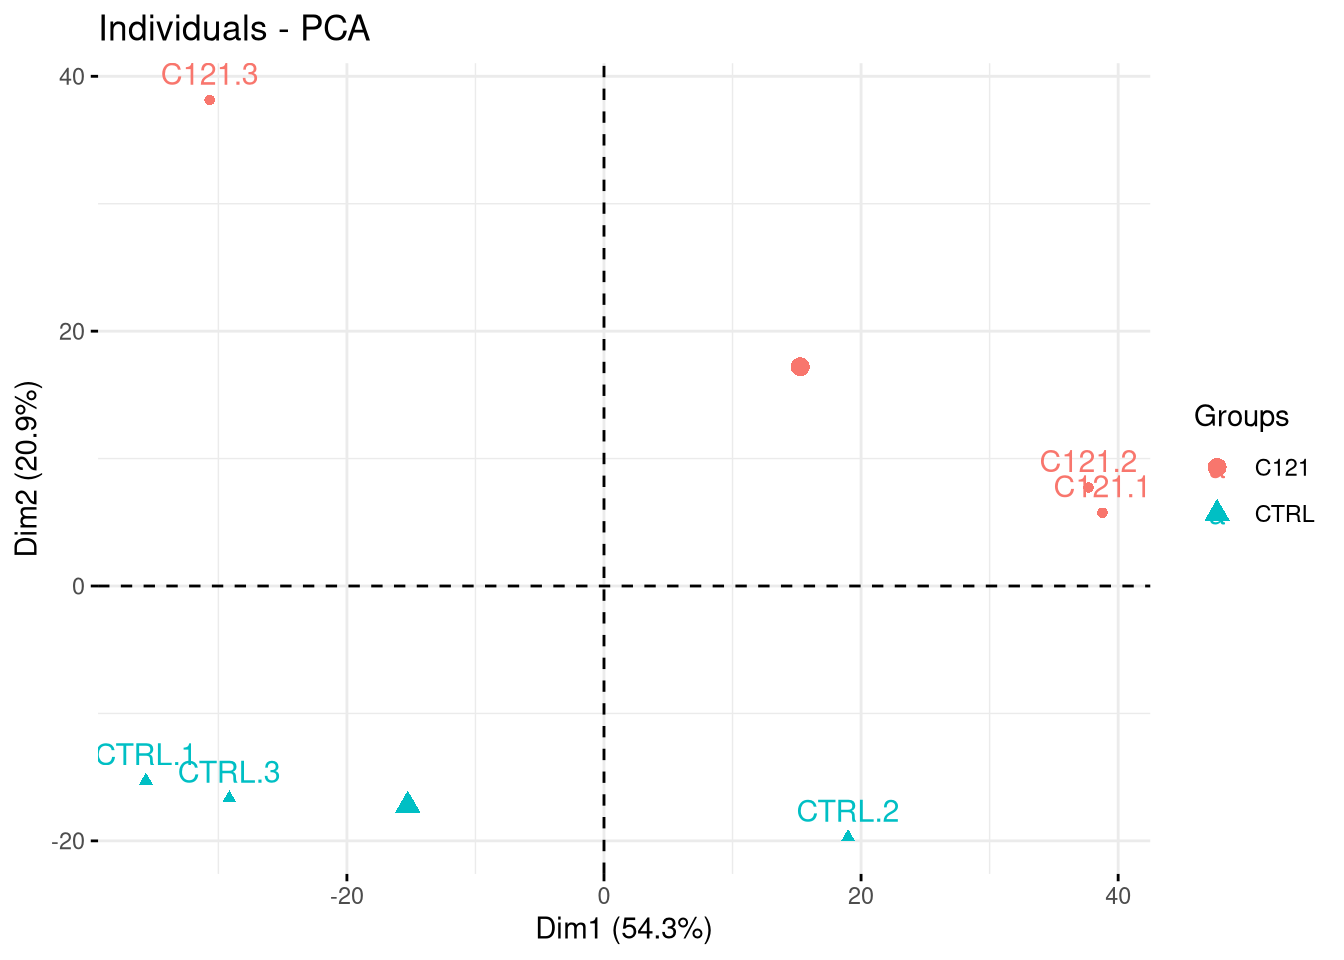 Individuals - PCA
C121.3
40
20
C121.2
C121.1
0
CTRL.1
CTRL.3
CTRL.2
-20
-20
0
20
40
Dim1 (54.3%)
Dim2 (20.9%)
Groups
C121
CTRL